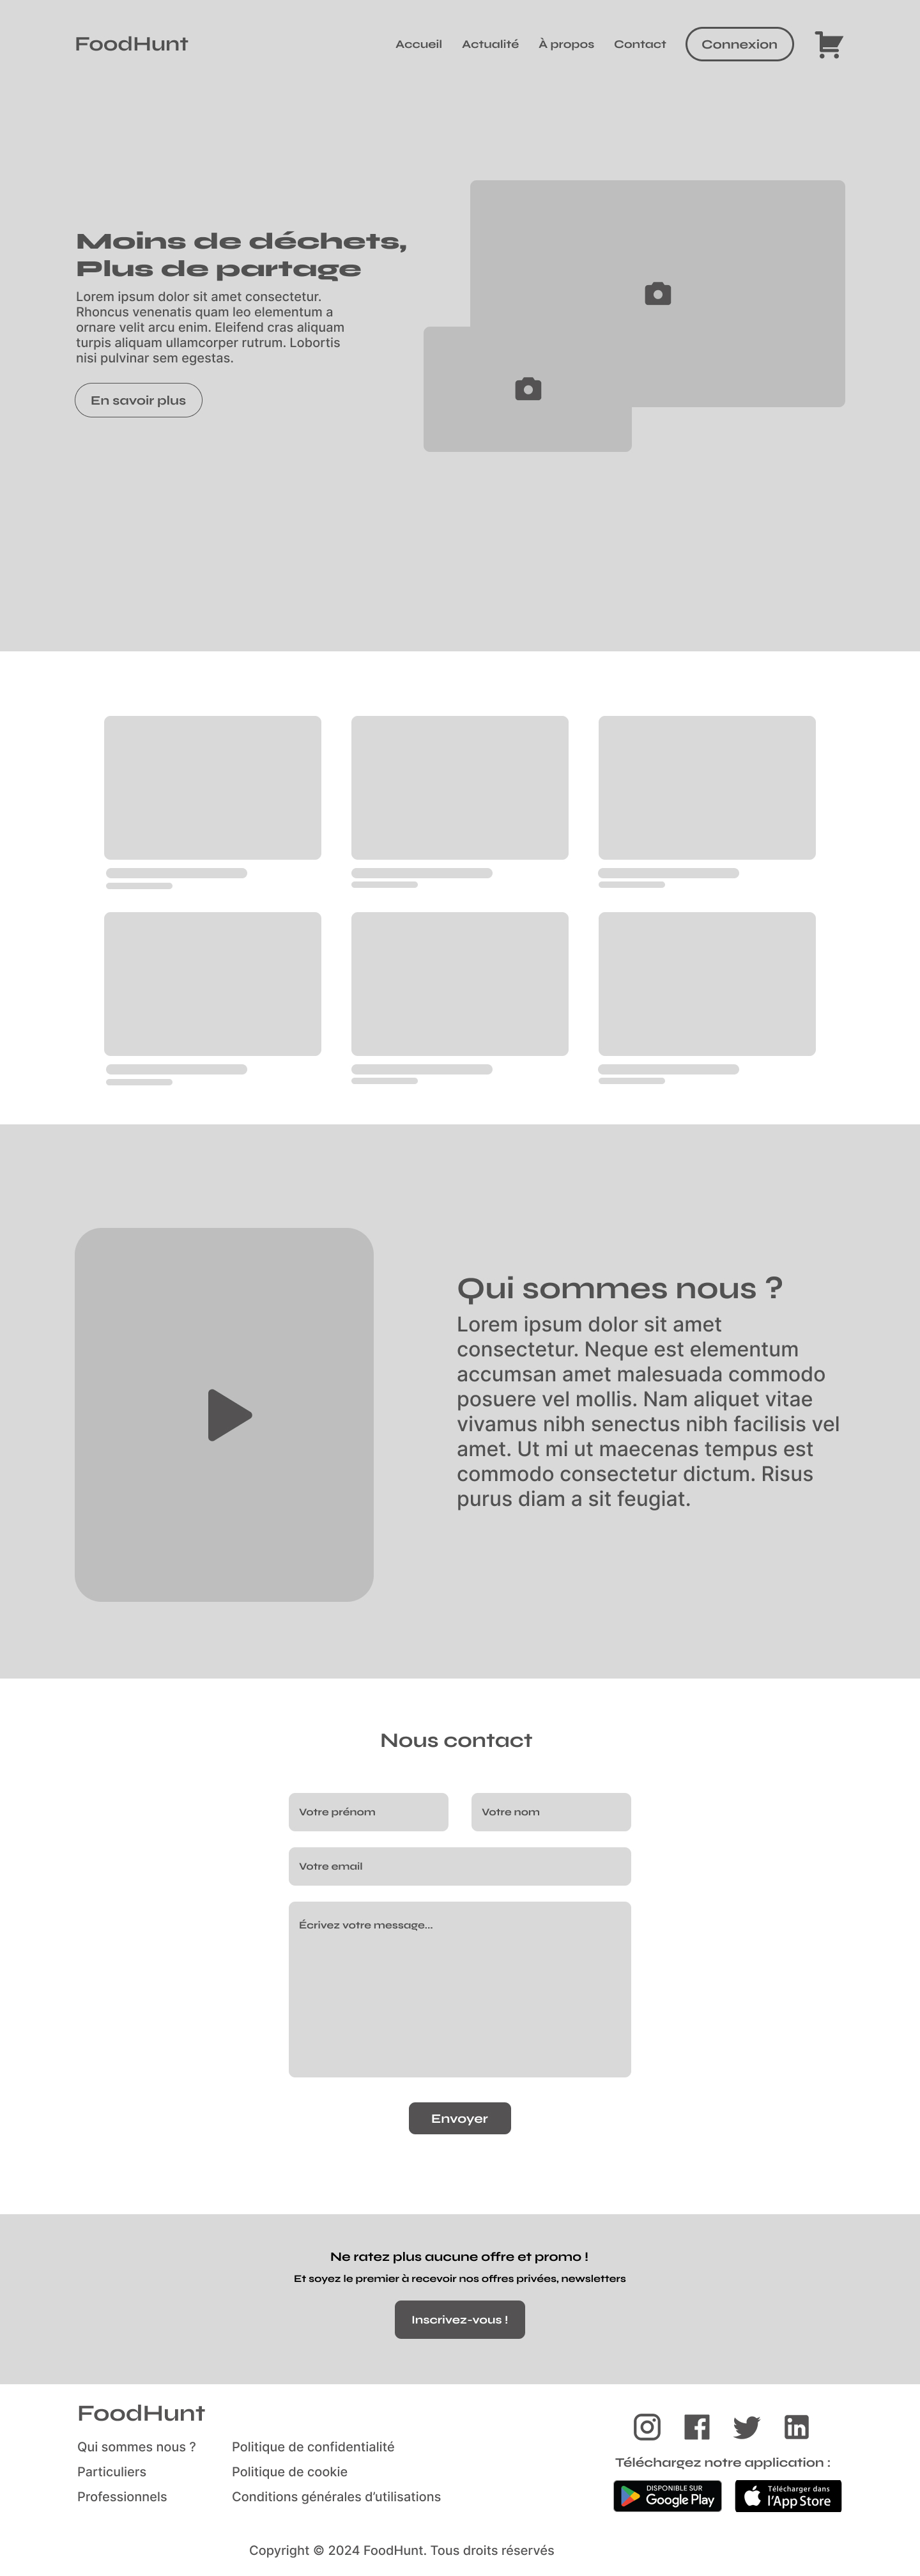 FoodHunt
Accueil Actualité À propos Contact Connexion
Moins de déchets,
Plus de partage
Lorem ipsum dolor sit amet consectetur.
Rhoncus venenatis quam leo elementum a
ornare velit arcu enim. Eleifend cras aliquam
turpis aliquam ullamcorper rutrum. Lobortis
nisi pulvinar sem egestas.
En savoir plus
Qui sommes nous ?
Lorem ipsum dolor sit amet
consectetur. Neque est elementum
accumsan amet malesuada commodo
posuere vel mollis. Nam aliquet vitae
vivamus nibh senectus nibh facilisis vel
amet. Ut mi ut maecenas tempus est
commodo consectetur dictum. Risus
purus diam a sit feugiat.
Nous contact
Votre prénom
Votre nom
Votre email
Écrivez votre message...
Envoyer
Ne ratez plus aucune offre et promo !
Et soyez le premier à recevoir nos offres privées, newsletters
Inscrivez-vous !
FoodHunt
Qui sommes nous ?
Particuliers
Professionnels
Politique de confidentialité
Politique de cookie
Conditions générales d'utilisations
Téléchargez notre application :
DISPONIBLE SUR
Google Play
Télécharger dans
l'App Store
Copyright © 2024 FoodHunt. Tous droits réservés